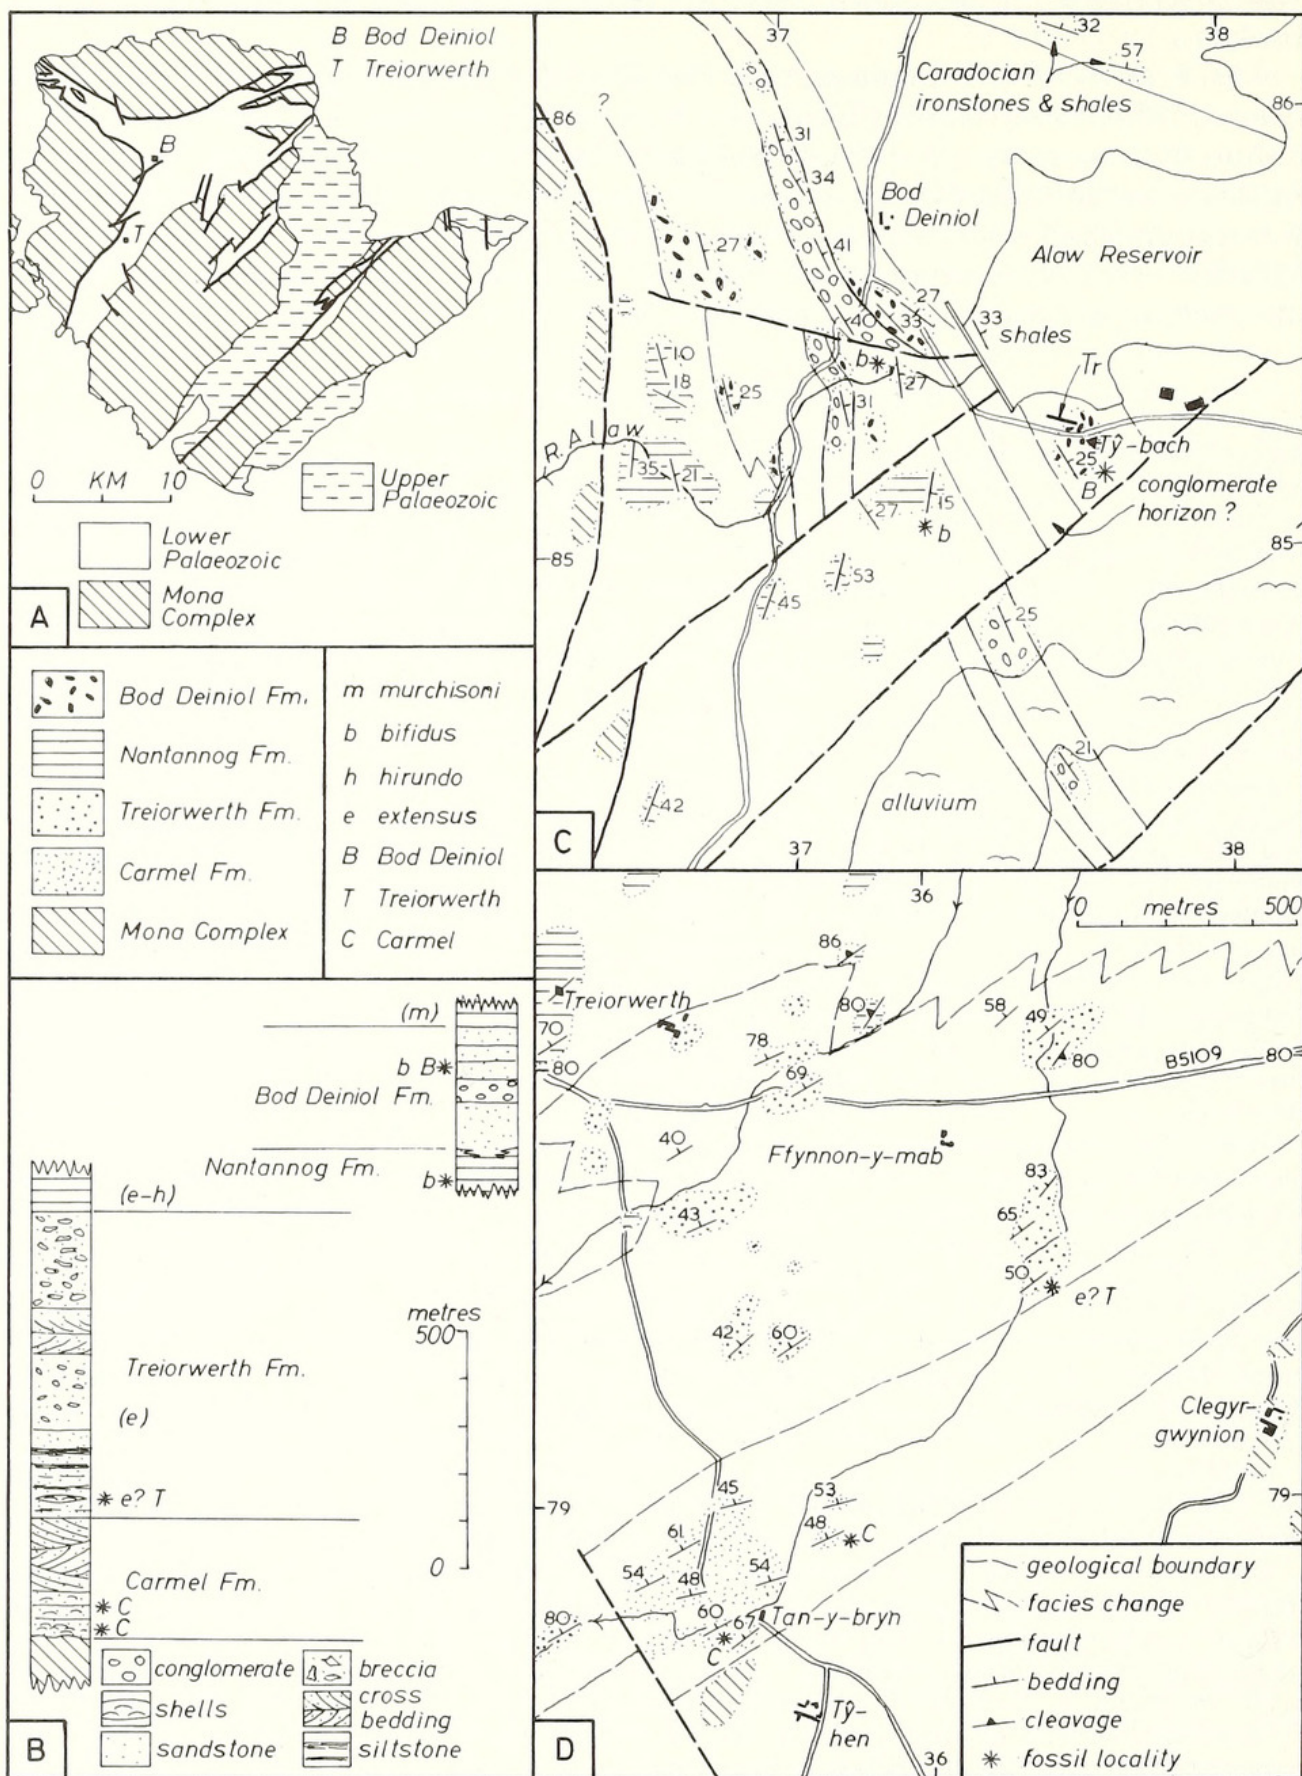 B Bod Deiniol
T Treiorwerth
B
T
0 KM 10
Upper
Palaeozoic
Lower
Palaeozoic
Mona
Complex
A
Bod Deiniol Fm.
Nantannog Fm.
Treiorwerth Fm.
Carmel Fm.
Mona Complex
m murchisoni
b bifidus
h hirundo
e extensus
B Bod Deiniol
T Treiorwerth
C Carmel
(m)
b B
Bod Deiniol Fm.
Nantannog Fm.
b
(e-h)
metres
500
Treiorwerth Fm.
(e)
e? T
0
Carmel Fm.
C
C
conglomerate
breccia
shells
cross
bedding
sandstone
siltstone
B
37
32
38
57
Caradocian
ironstones & shales
86
?
86
31
34
Bod
Deiniol
27
41
Alaw Reservoir
27
40
33
33
shales
b
10
18
27
Tr
25
31
R. Alaw
Tŷ-bach
35
21
25
B
15
conglomerate
horizon ?
27
b
85
85
53
45
25
21
42
alluvium
C
37
38
36
0 metres 500
86
Treiorwerth
80
58
49
70
78
80
80
69
B5109
80
40
Ffynnon-y-mab
83
43
65
50
e? T
42
60
Clegyr-
gwynion
79
45
53
79
61
48
C
54
48
54
80
60
67
Tan-y-bryn
C
Tŷ-
hen
36
D
geological boundary
facies change
fault
bedding
cleavage
fossil locality